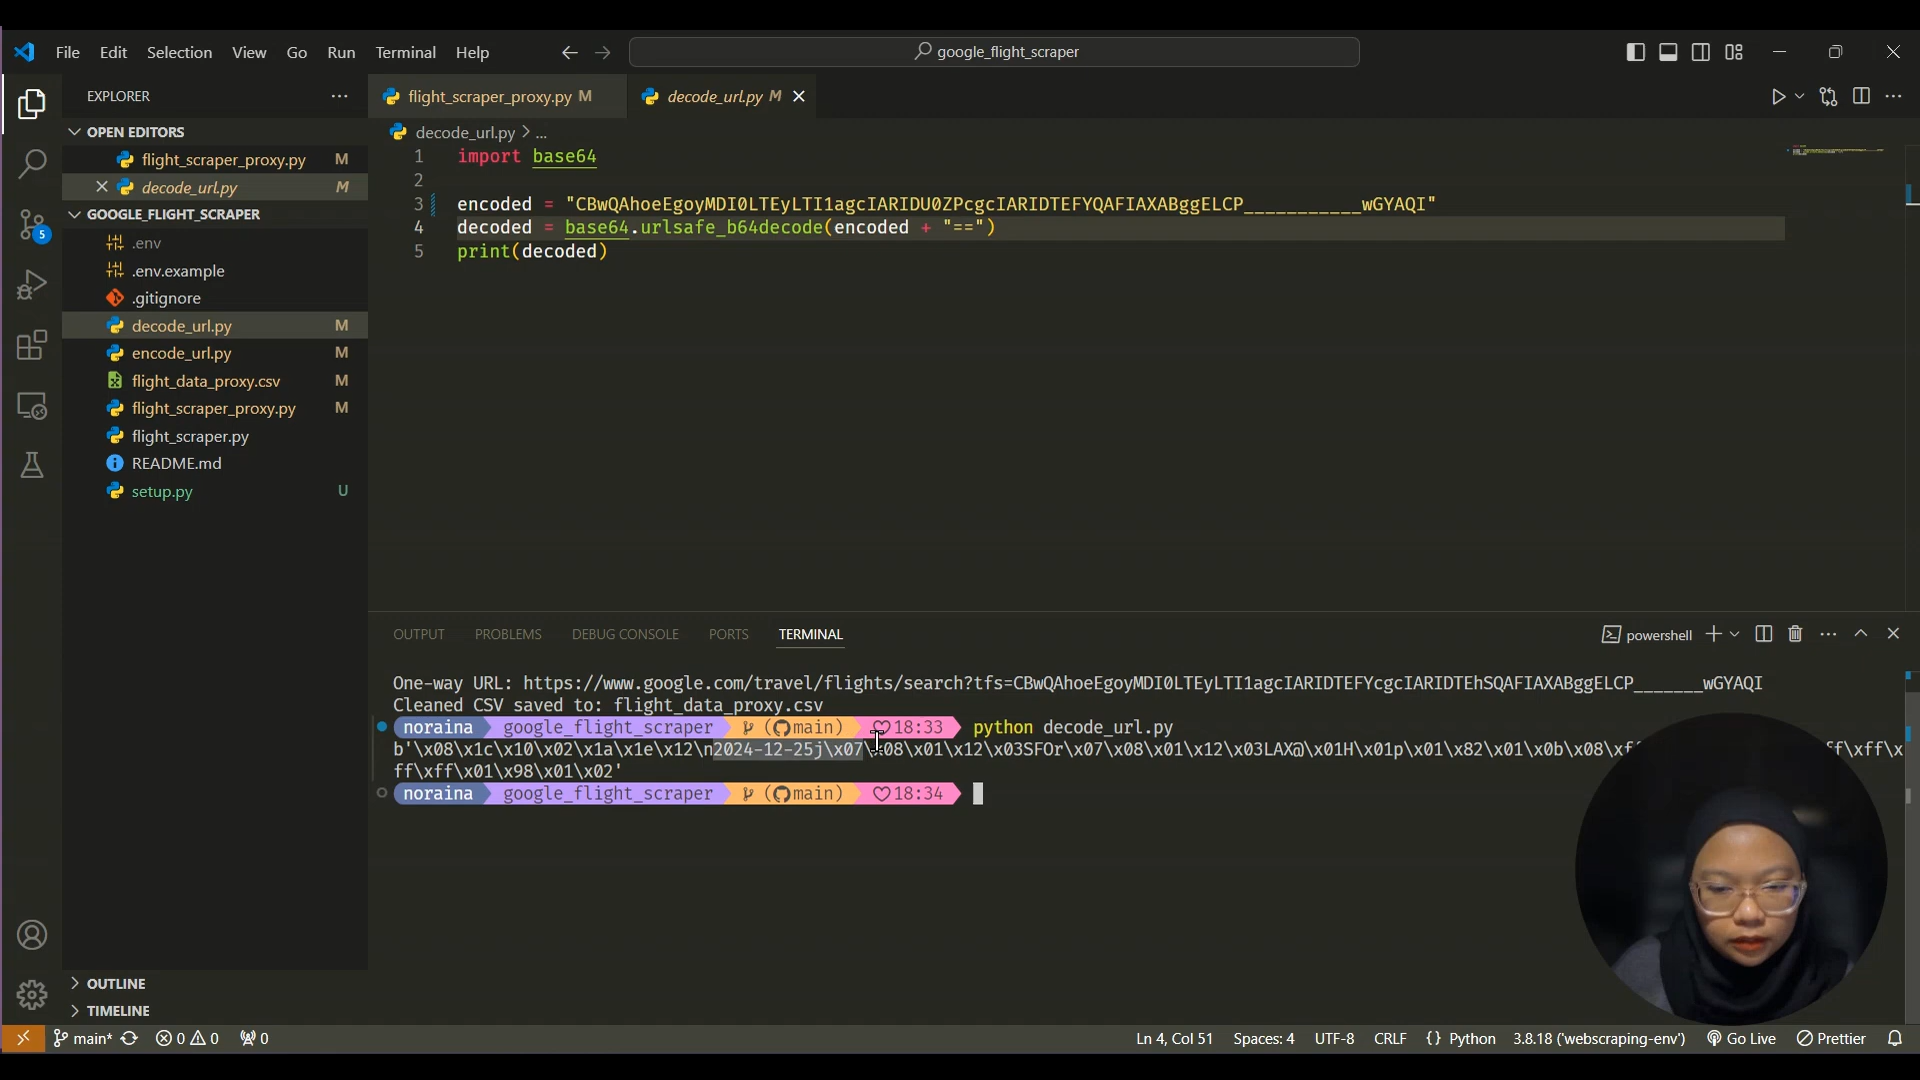 File Edit Selection View Go Run Terminal Help
google_flight_scraper
EXPLORER
OPEN EDITORS
flight_scraper_proxy.py M
decode_url.py M
GOOGLE_FLIGHT_SCRAPER
.env
.env.example
.gitignore
decode_url.py M
encode_url.py M
flight_data_proxy.csv M
flight_scraper_proxy.py M
flight_scraper.py
README.md
setup.py U
5
OUTLINE
TIMELINE
flight_scraper_proxy.py M decode_url.py M
decode_url.py > ...
1 import base64
2
3 encoded = "CBwQAhoeEgoyMDI0LTEyLTI1agcIARIDU0ZPcgcIARIDTEFYQAFIAXABggELCP___________wGYAQI"
4 decoded = base64.urlsafe_b64decode(encoded + "==")
5 print(decoded)
OUTPUT PROBLEMS DEBUG CONSOLE PORTS TERMINAL
powershell
One-way URL: https://www.google.com/travel/flights/search?tfs=CBwQAhoeEgoyMDI0LTEyLTI1agcIARIDTEFYcgcIARIDTEhSQAFIAXABggELCP_______wGYAQI
Cleaned CSV saved to: flight_data_proxy.csv
noraina google_flight_scraper (main) 18:33 python decode_url.py
b'\x08\x1c\x10\x02\x1a\x1e\x12\n2024-12-25j\x07\x08\x01\x12\x03SFOr\x07\x08\x01\x12\x03LAX@\x01H\x01p\x01\x82\x01\x0b\x08\xf f\xff\x
ff\xff\x01\x98\x01\x02'
noraina google_flight_scraper (main) 18:34
main* 0 0 0 Ln 4, Col 51 Spaces: 4 UTF-8 CRLF {} Python 3.8.18 ('webscraping-env') Go Live Prettier